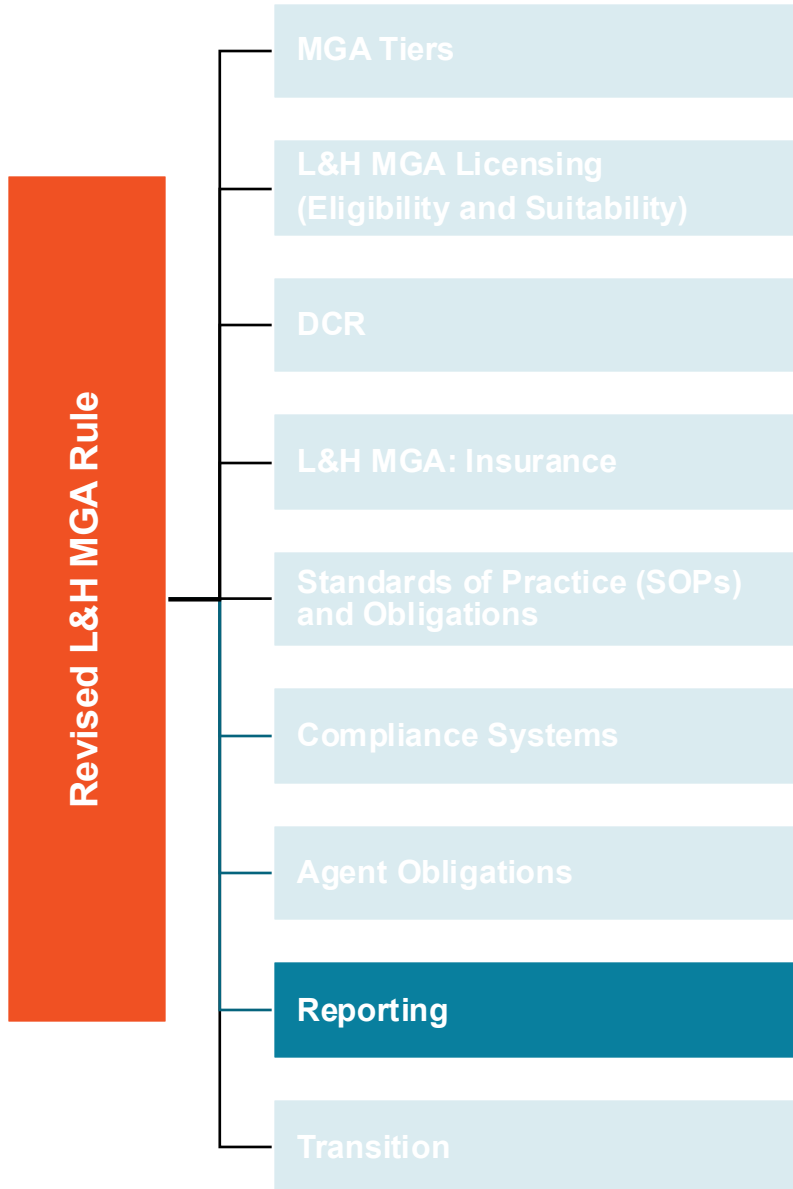 Revised L&H MGA Rule
MGA Tiers
L&H MGA Licensing
(Eligibility and Suitability)
DCR
L&H MGA: Insurance
Standards of Practice (SOPs)
and Obligations
Compliance Systems
Agent Obligations
Reporting
Transition